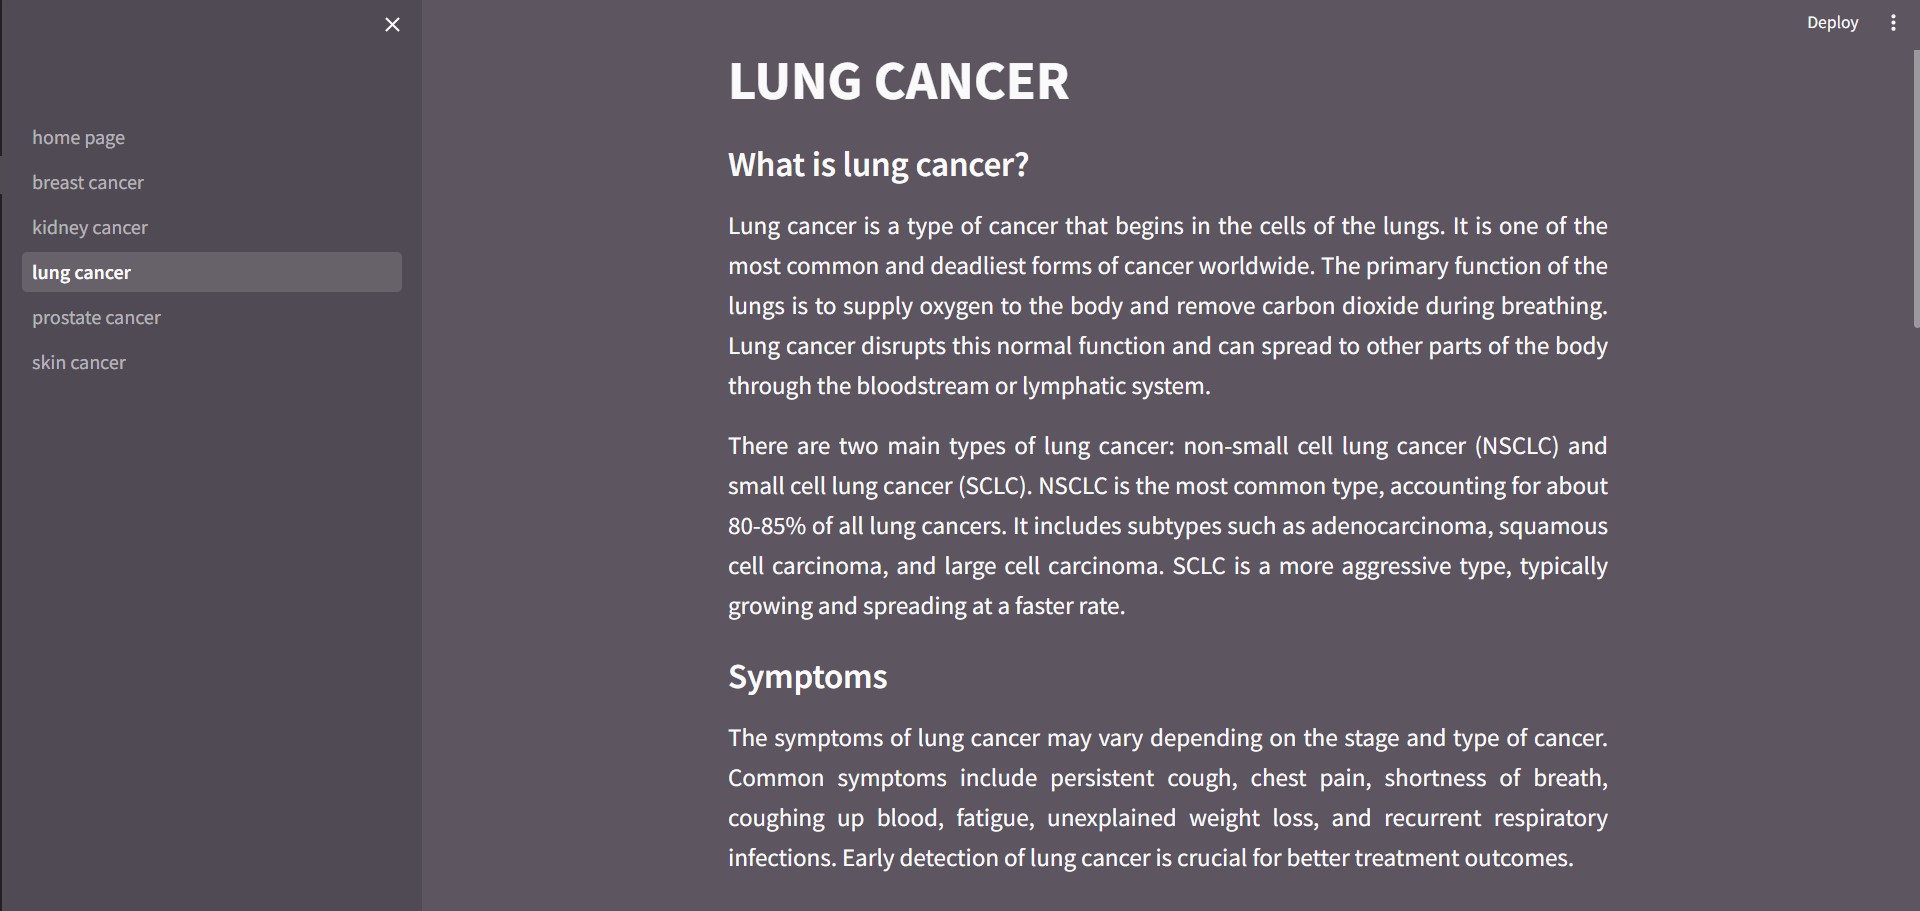 Deploy
home page
breast cancer
kidney cancer
lung cancer
prostate cancer
skin cancer
LUNG CANCER
What is lung cancer?
Lung cancer is a type of cancer that begins in the cells of the lungs. It is one of the
most common and deadliest forms of cancer worldwide. The primary function of the
lungs is to supply oxygen to the body and remove carbon dioxide during breathing.
Lung cancer disrupts this normal function and can spread to other parts of the body
through the bloodstream or lymphatic system.
There are two main types of lung cancer: non-small cell lung cancer (NSCLC) and
small cell lung cancer (SCLC). NSCLC is the most common type, accounting for about
80-85% of all lung cancers. It includes subtypes such as adenocarcinoma, squamous
cell carcinoma, and large cell carcinoma. SCLC is a more aggressive type, typically
growing and spreading at a faster rate.
Symptoms
The symptoms of lung cancer may vary depending on the stage and type of cancer.
Common symptoms include persistent cough, chest pain, shortness of breath,
coughing up blood, fatigue, unexplained weight loss, and recurrent respiratory
infections. Early detection of lung cancer is crucial for better treatment outcomes.